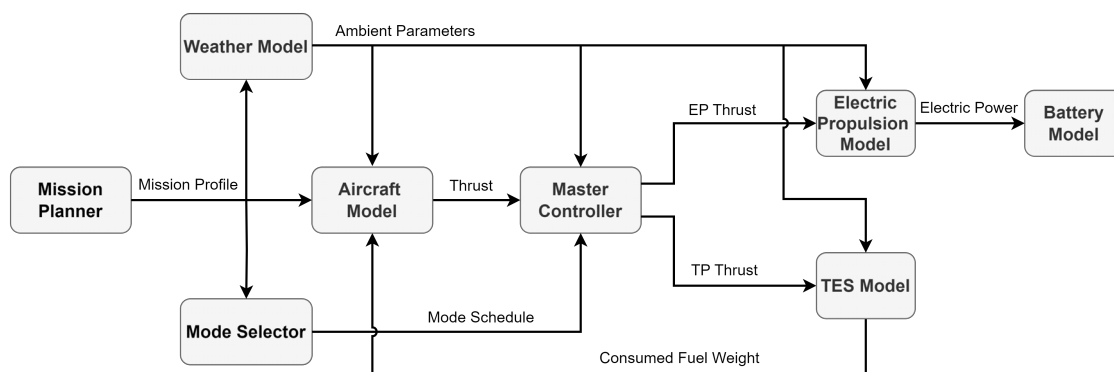 Ambient Parameters
Weather Model
Electric
Propulsion
Model
EP Thrust
Electric Power
Battery
Model
Mission
Planner
Mission Profile
Aircraft
Model
Thrust
Master
Controller
TP Thrust
TES Model
Mode Selector
Mode Schedule
Consumed Fuel Weight